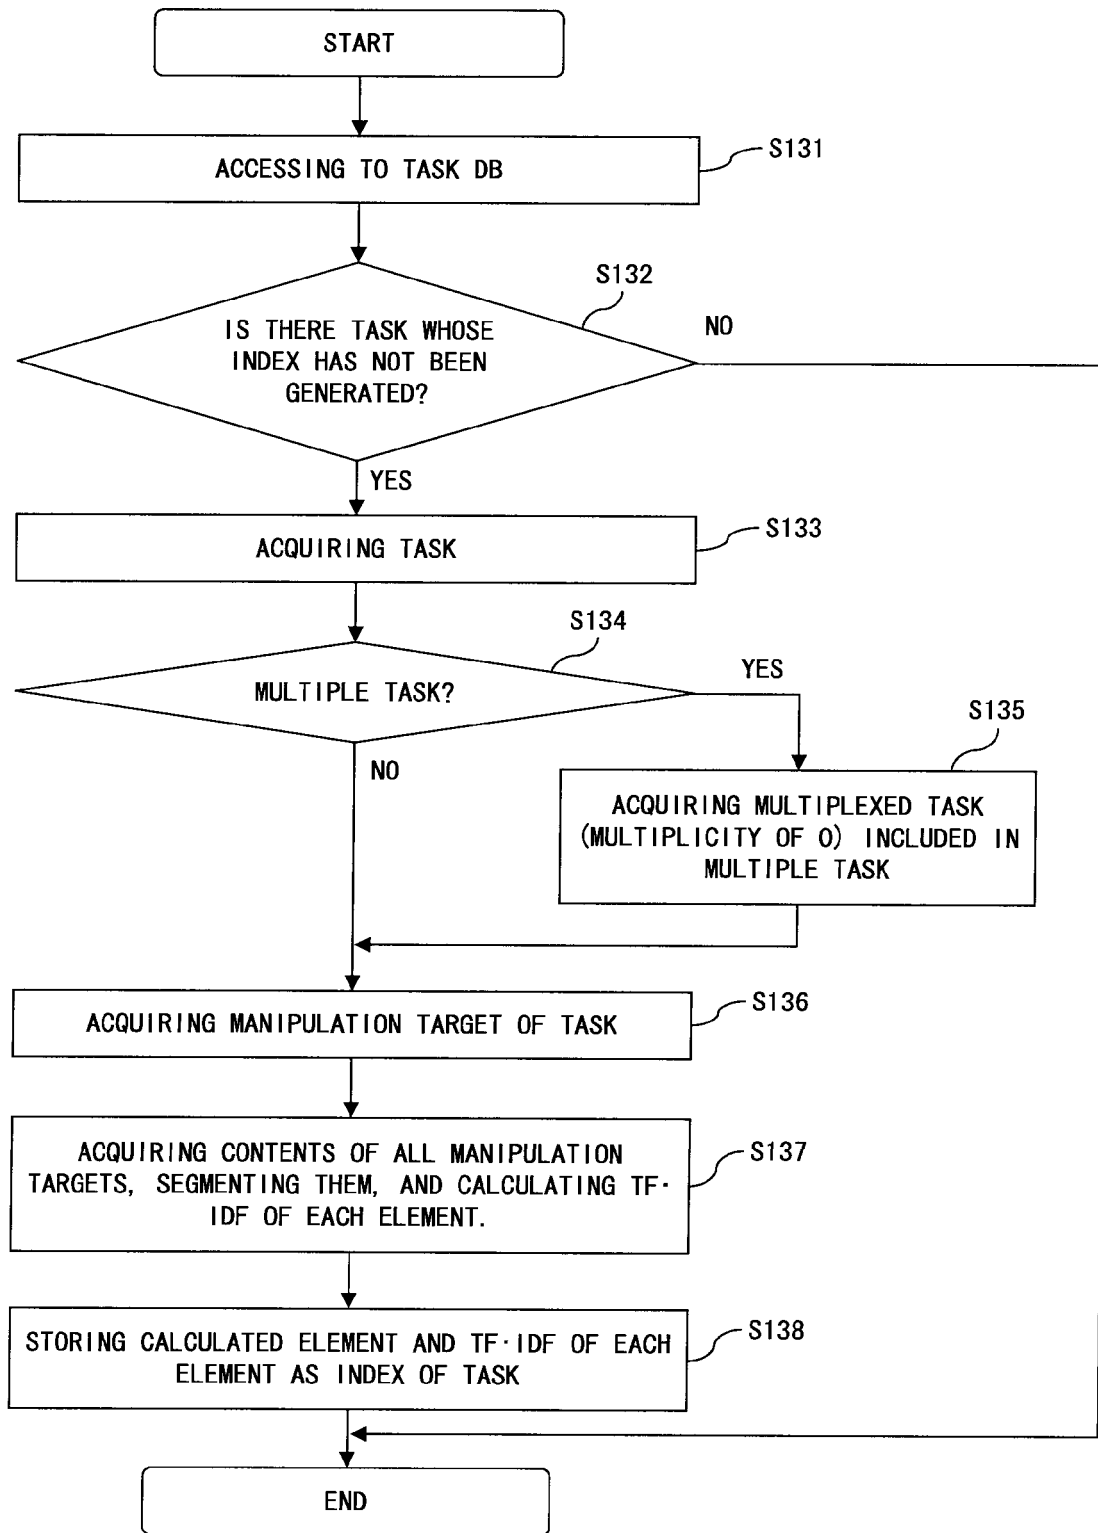 START
ACCESSING TO TASK DB
S131
S132
IS THERE TASK WHOSE
INDEX HAS NOT BEEN
GENERATED?
NO
YES
ACQUIRING TASK
S133
S134
MULTIPLE TASK?
YES
NO
S135
ACQUIRING MULTIPLEXED TASK
(MULTIPLICITY OF 0) INCLUDED IN
MULTIPLE TASK
ACQUIRING MANIPULATION TARGET OF TASK
S136
ACQUIRING CONTENTS OF ALL MANIPULATION
TARGETS, SEGMENTING THEM, AND CALCULATING TF·
IDF OF EACH ELEMENT.
S137
STORING CALCULATED ELEMENT AND TF·IDF OF EACH
ELEMENT AS INDEX OF TASK
S138
END